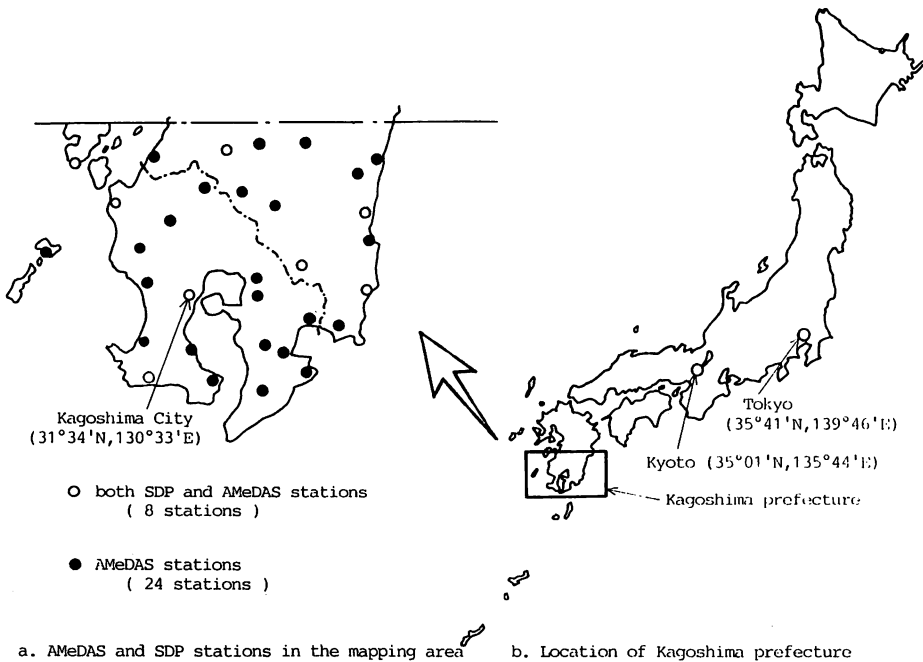 Kagoshima City
(31°34'N,130°33'E)
Tokyo
(35°41'N,139°46'E)
Kyoto (35°01'N,135°44'E)
Kagoshima prefecture
○ both SDP and AMeDAS stations
( 8 stations )
● AMeDAS stations
( 24 stations )
a. AMeDAS and SDP stations in the mapping area
b. Location of Kagoshima prefecture